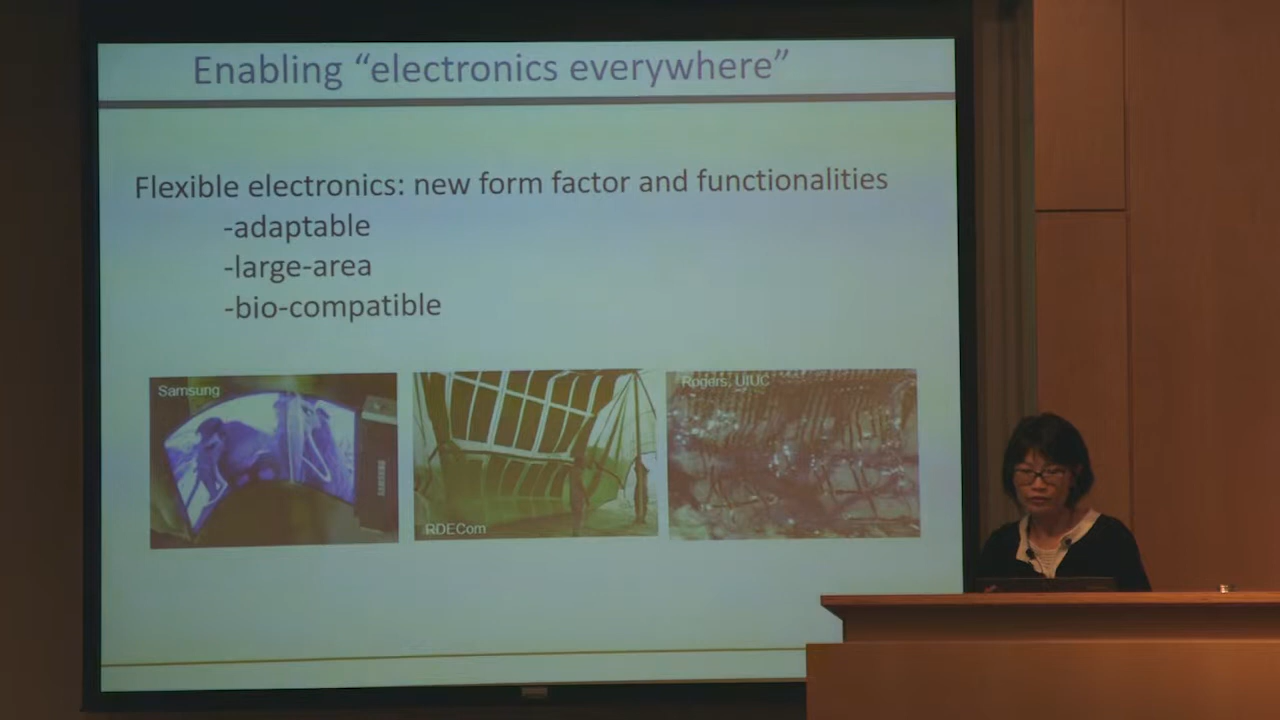 Enabling “electronics everywhere”
Flexible electronics: new form factor and functionalities
-adaptable
-large-area
-bio-compatible
Samsung
SAMSUNG
RDECom
Rogers, UIUC